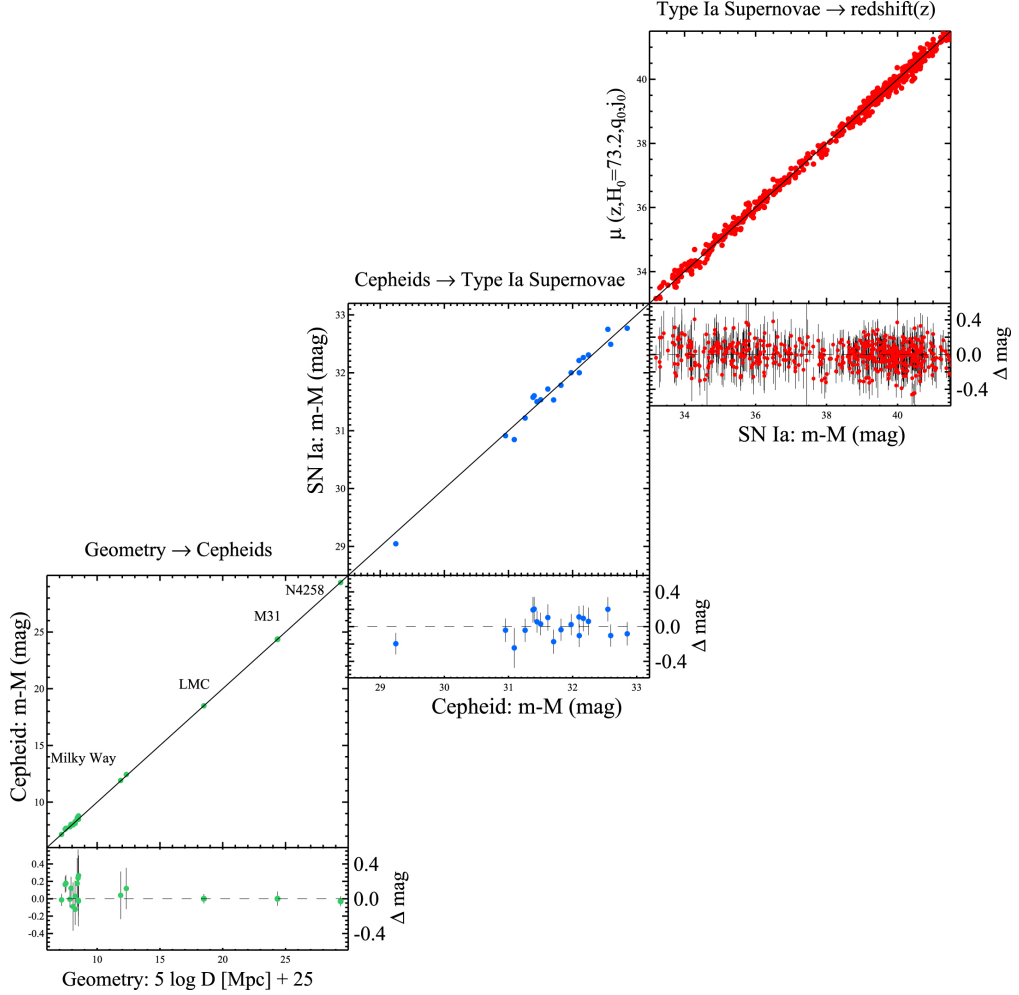 Type Ia Supernovae → redshift(z)
40
38
36
34
μ (z,H₀=73.2,q₀,j₀)
0.4
0.0
-0.4
Δ mag
34
36
38
40
SN Ia: m-M (mag)
Cepheids → Type Ia Supernovae
33
32
31
30
29
SN Ia: m-M (mag)
0.4
0.0
-0.4
Δ mag
29
30
31
32
33
Cepheid: m-M (mag)
Geometry → Cepheids
N4258
M31
LMC
Milky Way
25
20
15
10
Cepheid: m-M (mag)
0.4
0.2
0.0
-0.2
-0.4
0.4
0.0
-0.4
Δ mag
10
15
20
25
Geometry: 5 log D [Mpc] + 25